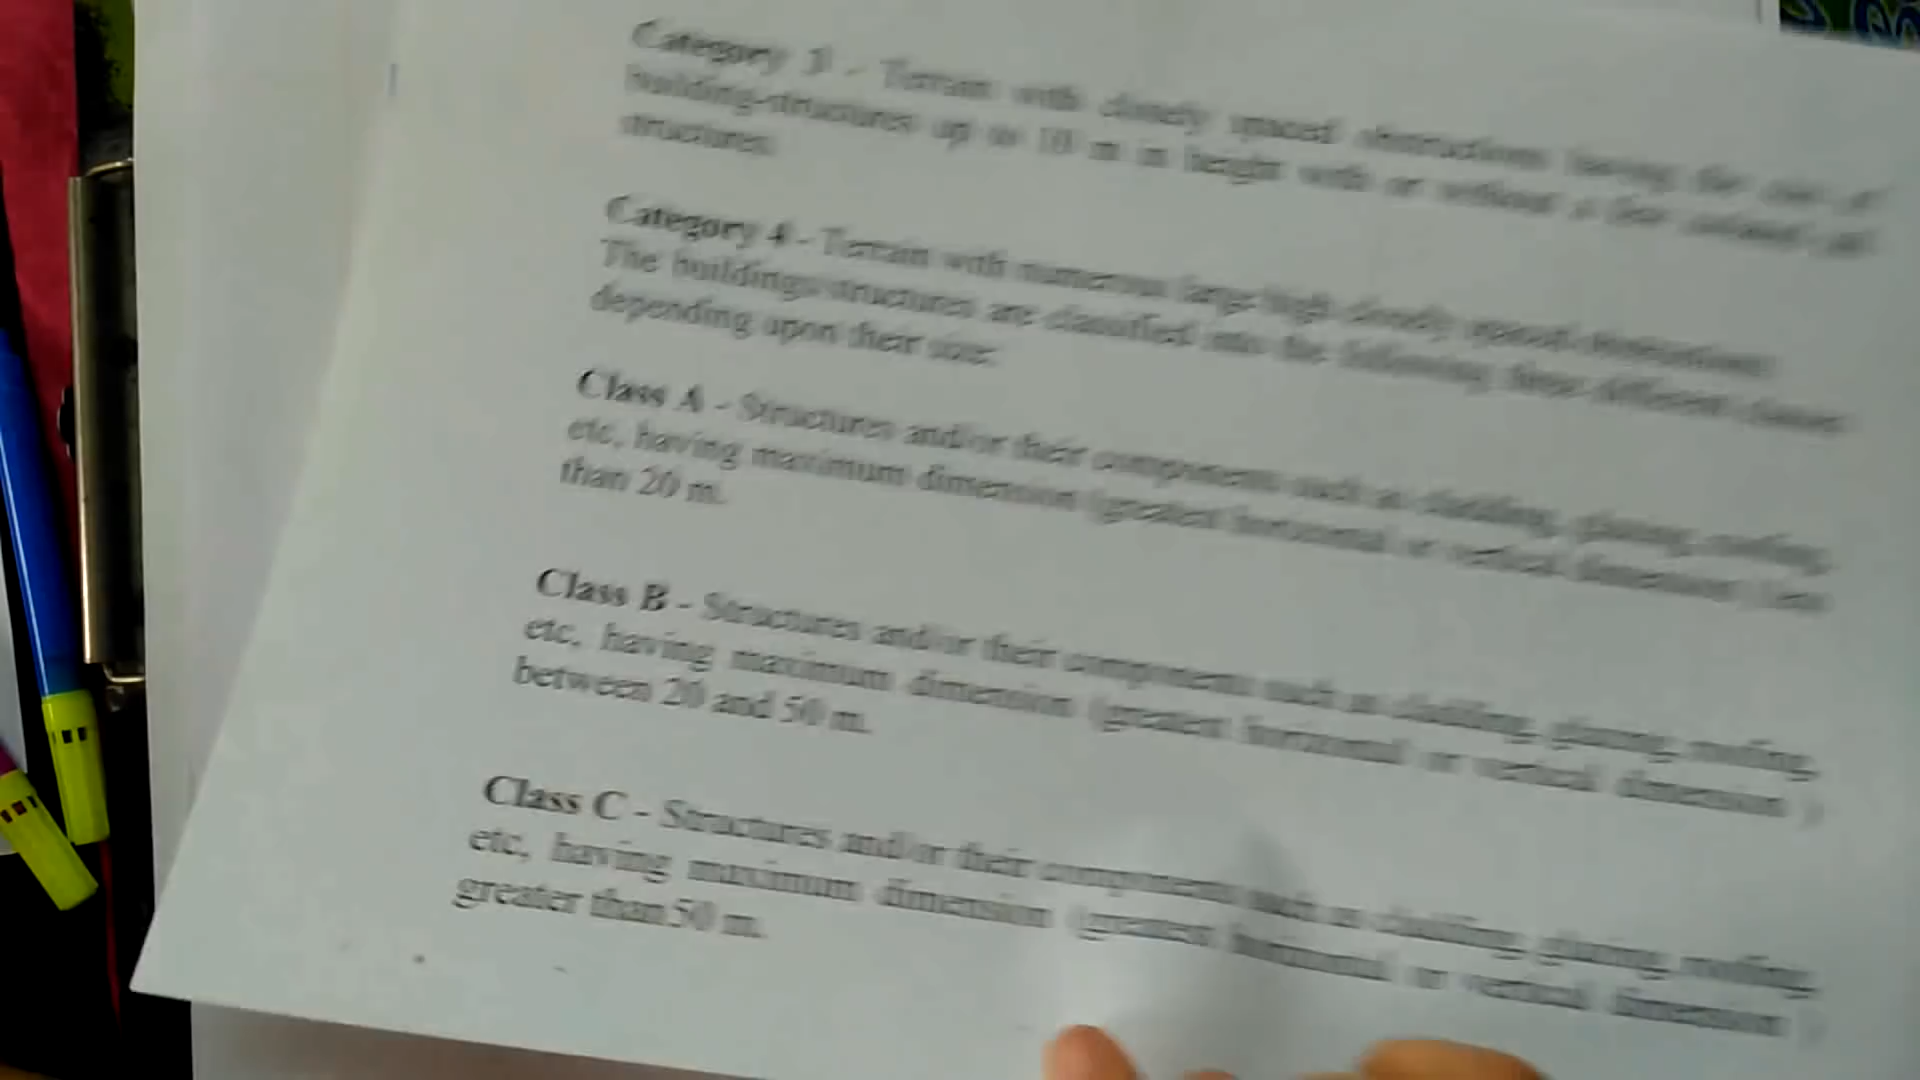 Category 3 - Terrain with closely spaced obstructions having the size of
building-structures up to 10 m in height with or without a few isolated tall
structures.
Category 4 - Terrain with numerous large high closely spaced obstructions.
The buildings/structures are classified into the following three different classes
depending upon their size:
Class A - Structures and/or their components such as cladding, glazing, roofing,
etc, having maximum dimension (greatest horizontal or vertical dimension) less
than 20 m.
Class B - Structures and/or their components such as cladding, glazing, roofing,
etc, having maximum dimension (greatest horizontal or vertical dimension )
between 20 and 50 m.
Class C - Structures and/or their components such as cladding, glazing, roofing,
etc, having maximum dimension (greatest horizontal or vertical dimension )
greater than 50 m.